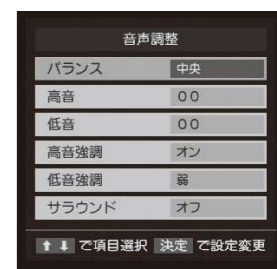 音声調整
バランス 中央
高音 00
低音 00
高音強調 オン
低音強調 弱
サラウンド オフ
⬆⬇で項目選択 決定 で設定変更